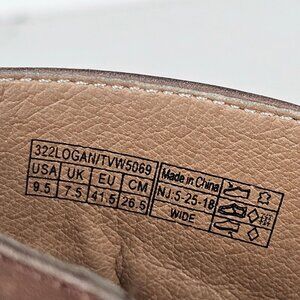 322LOGAN/TVW5069
USA UK EU CM
9.5 7.5 41.5 26.5
Made in China
NJ.5-25-18
WIDE